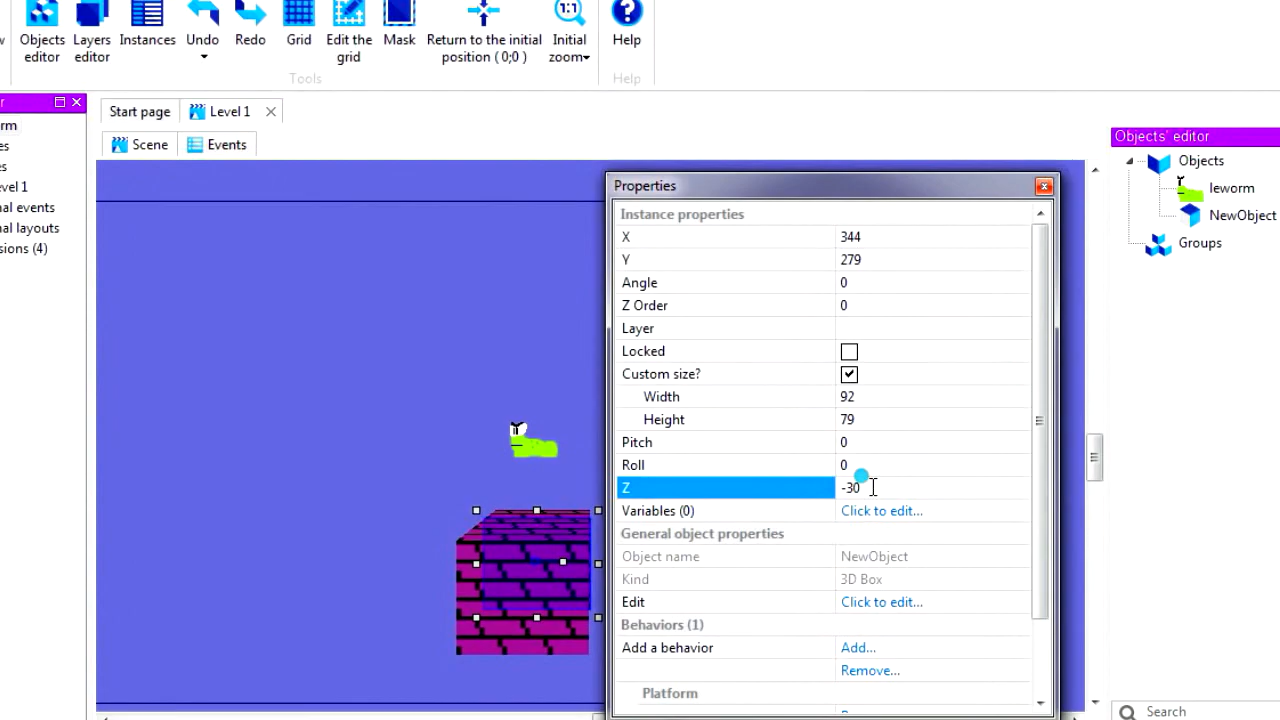 Objects editor
Layers editor
Instances
Undo
Redo
Grid
Edit the grid
Mask
Return to the initial position ( 0;0 )
Initial zoom
Help
Tools
Help
Start page
Level 1
Scene
Events
rm
es
es
evel 1
nal events
nal layouts
sions (4)
Properties
Instance properties
X 344
Y 279
Angle 0
Z Order 0
Layer
Locked
Custom size?
Width 92
Height 79
Pitch 0
Roll 0
Z -30
Variables (0) Click to edit...
General object properties
Object name NewObject
Kind 3D Box
Edit Click to edit...
Behaviors (1)
Add a behavior Add...
Remove...
Platform
Objects' editor
Objects
leworm
NewObject
Groups
Search